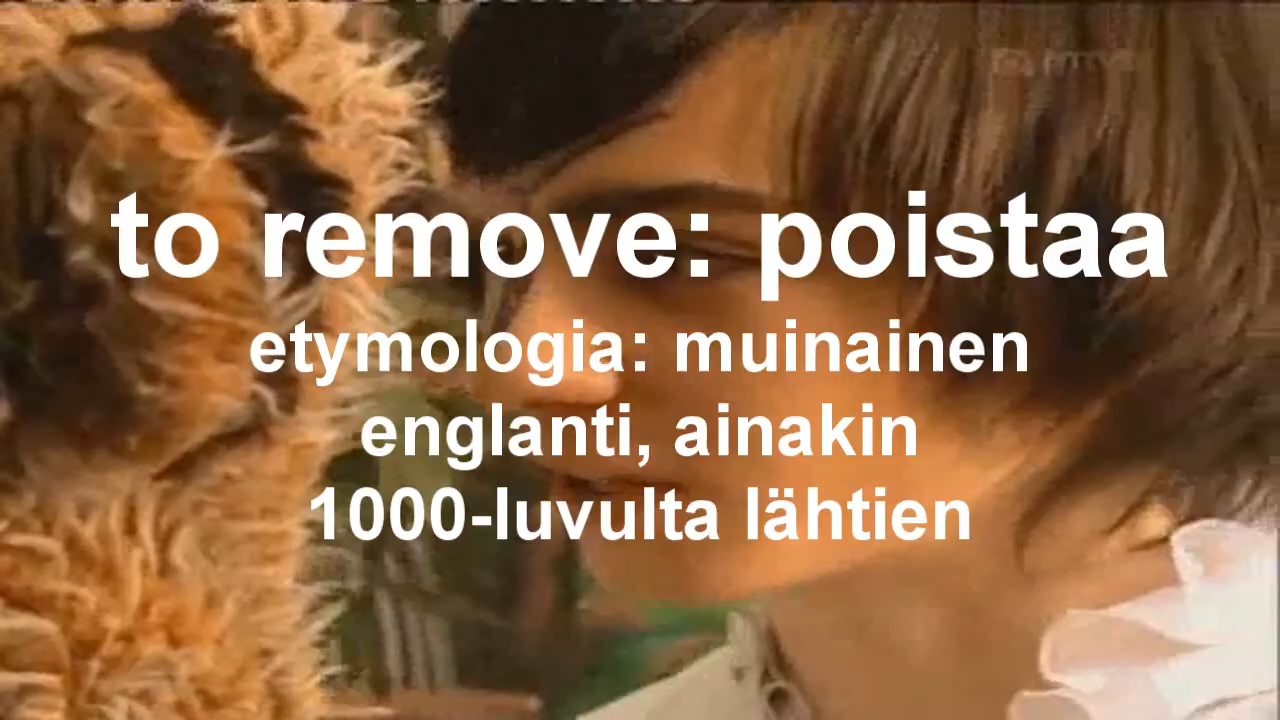 to remove: poistaa
etymologia: muinainen
englanti, ainakin
1000-luvulta lähtien